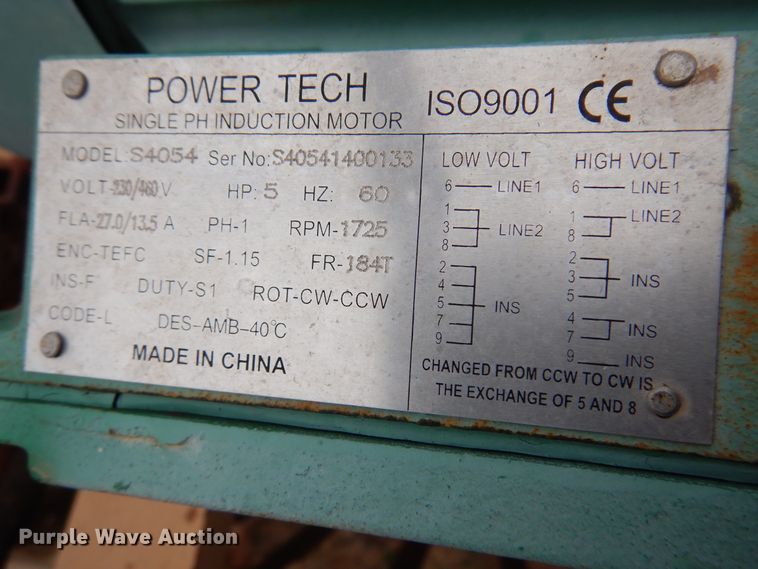 POWER TECH ISO9001 CE
SINGLE PH INDUCTION MOTOR
MODEL: S4054 Ser No: S40541400133
VOLT-230/460 V HP: 5 HZ: 60
FLA-27.0/13.5 A PH-1 RPM-1725
ENC-TEFC SF-1.15 FR-184T
INS-F DUTY-S1 ROT-CW-CCW
CODE-L DES-AMB-40°C
MADE IN CHINA
LOW VOLT
6 LINE1
1
3 LINE2
8
2
4
5 INS
7
9
HIGH VOLT
6 LINE1
1 LINE2
8
2
3 INS
5
4 INS
7
9 INS
CHANGED FROM CCW TO CW IS
THE EXCHANGE OF 5 AND 8
Purple Wave Auction